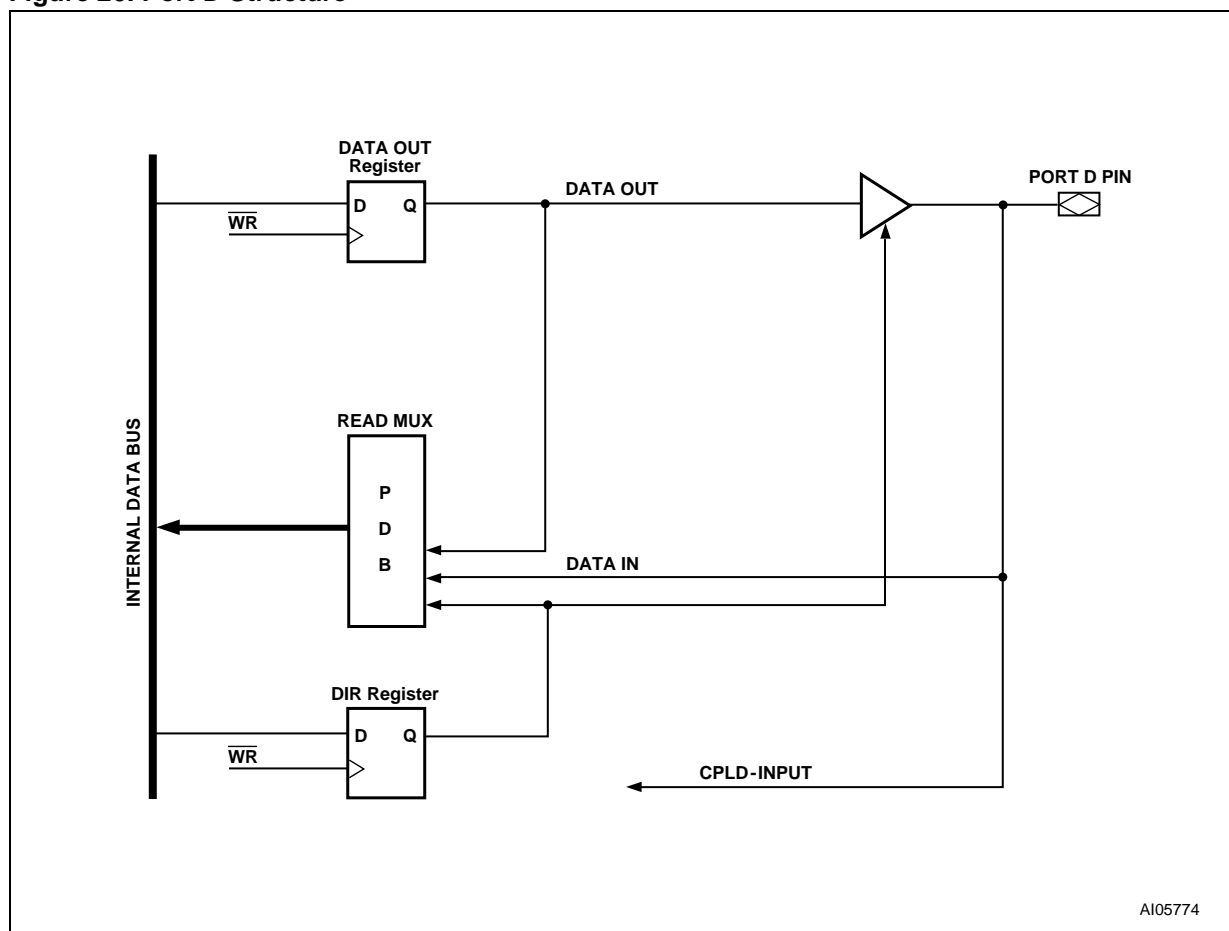 DATA OUT
Register
D Q
WR
DATA OUT
PORT D PIN
READ MUX
P
D
B
INTERNAL DATA BUS
DATA IN
DIR Register
D Q
WR
CPLD-INPUT
AI05774